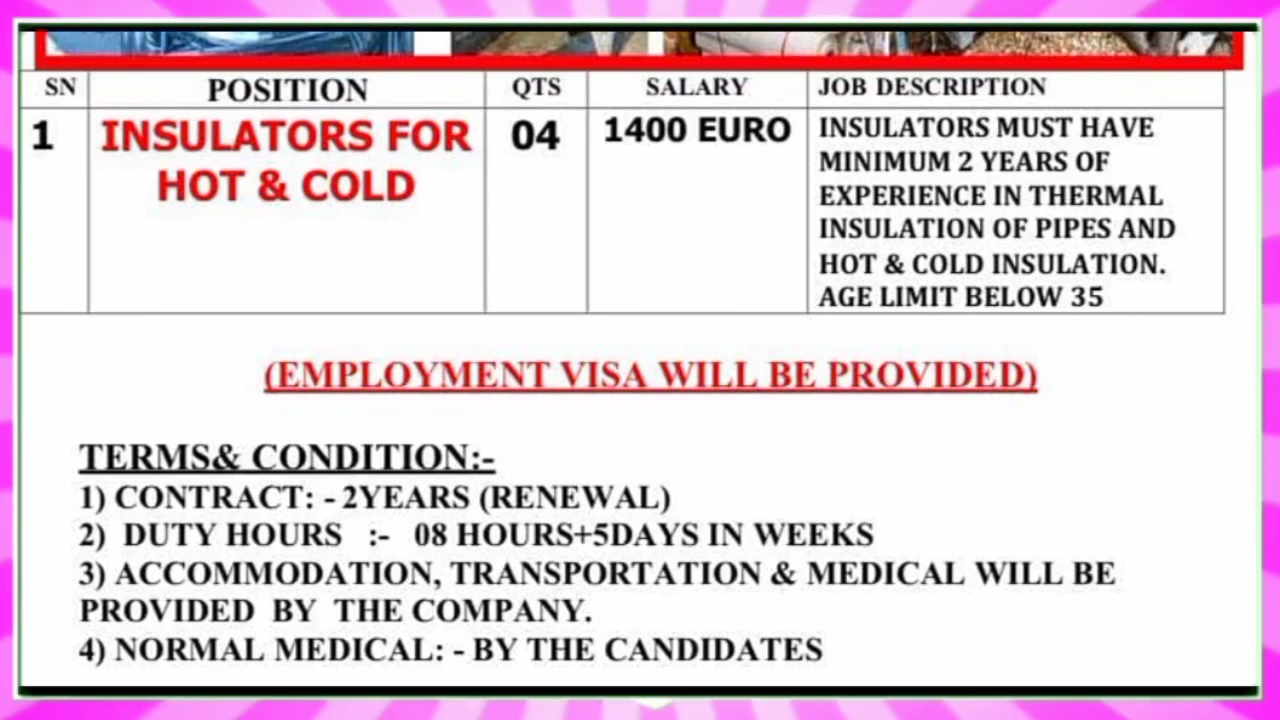 SN POSITION QTS SALARY JOB DESCRIPTION
1 INSULATORS FOR 04 1400 EURO INSULATORS MUST HAVE
HOT & COLD MINIMUM 2 YEARS OF
EXPERIENCE IN THERMAL
INSULATION OF PIPES AND
HOT & COLD INSULATION.
AGE LIMIT BELOW 35
(EMPLOYMENT VISA WILL BE PROVIDED)
TERMS& CONDITION:-
1) CONTRACT: - 2YEARS (RENEWAL)
2) DUTY HOURS :- 08 HOURS+5DAYS IN WEEKS
3) ACCOMMODATION, TRANSPORTATION & MEDICAL WILL BE
PROVIDED BY THE COMPANY.
4) NORMAL MEDICAL: - BY THE CANDIDATES